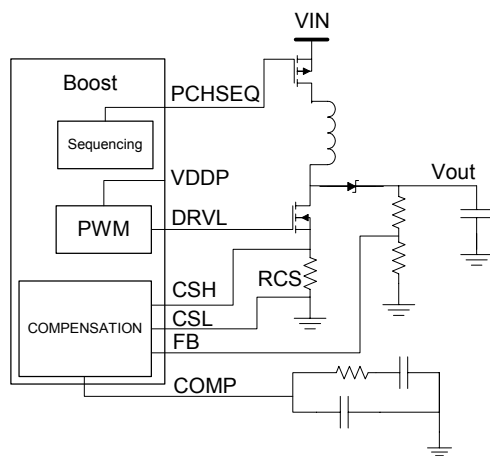 VIN
Boost
PCHSEQ
Sequencing
VDDP
Vout
PWM
DRVL
CSH
RCS
COMPENSATION
CSL
FB
COMP